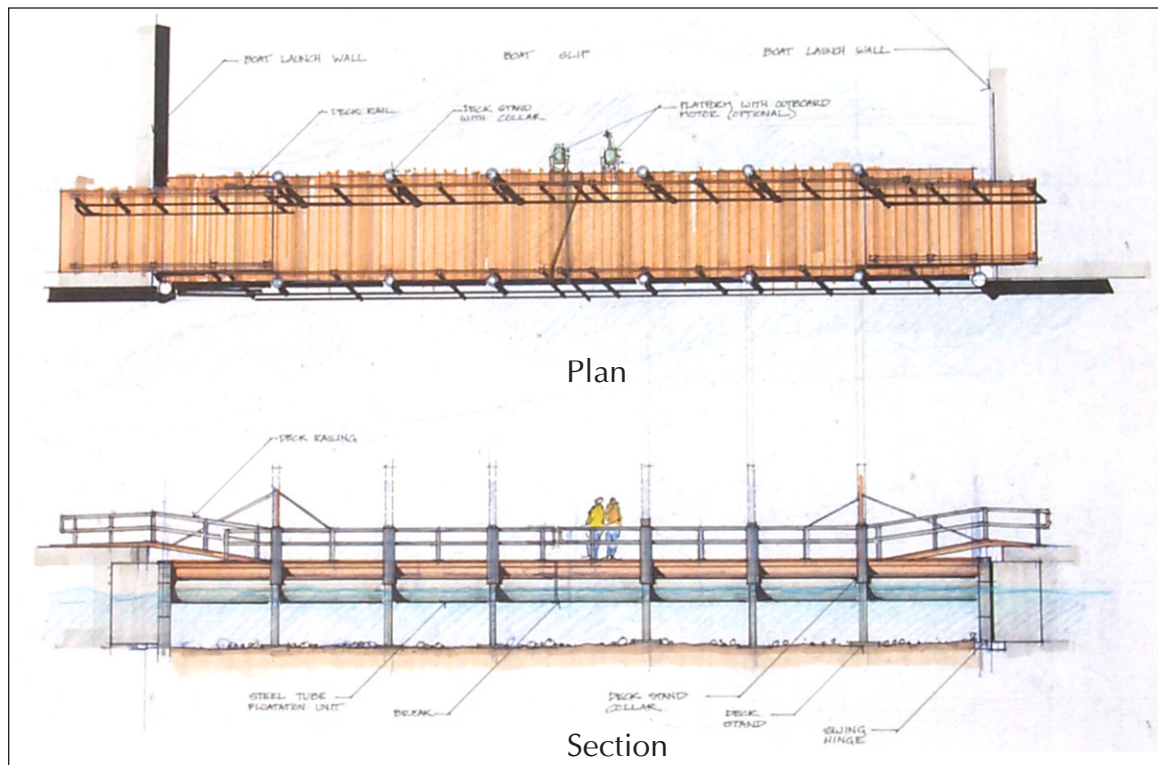 BOAT LAUNCH WALL
BOAT SLIP
BOAT LAUNCH WALL
DECK RAIL
DECK STAND
WITH COLLAR
PLATFORM WITH OUTBOARD
MOTOR (OPTIONAL)
Plan
DECK RAILING
STEEL TUBE
FLOATATION UNIT
BREAK
DECK STAND
COLLAR
DECK
STAND
SWING
HINGE
Section